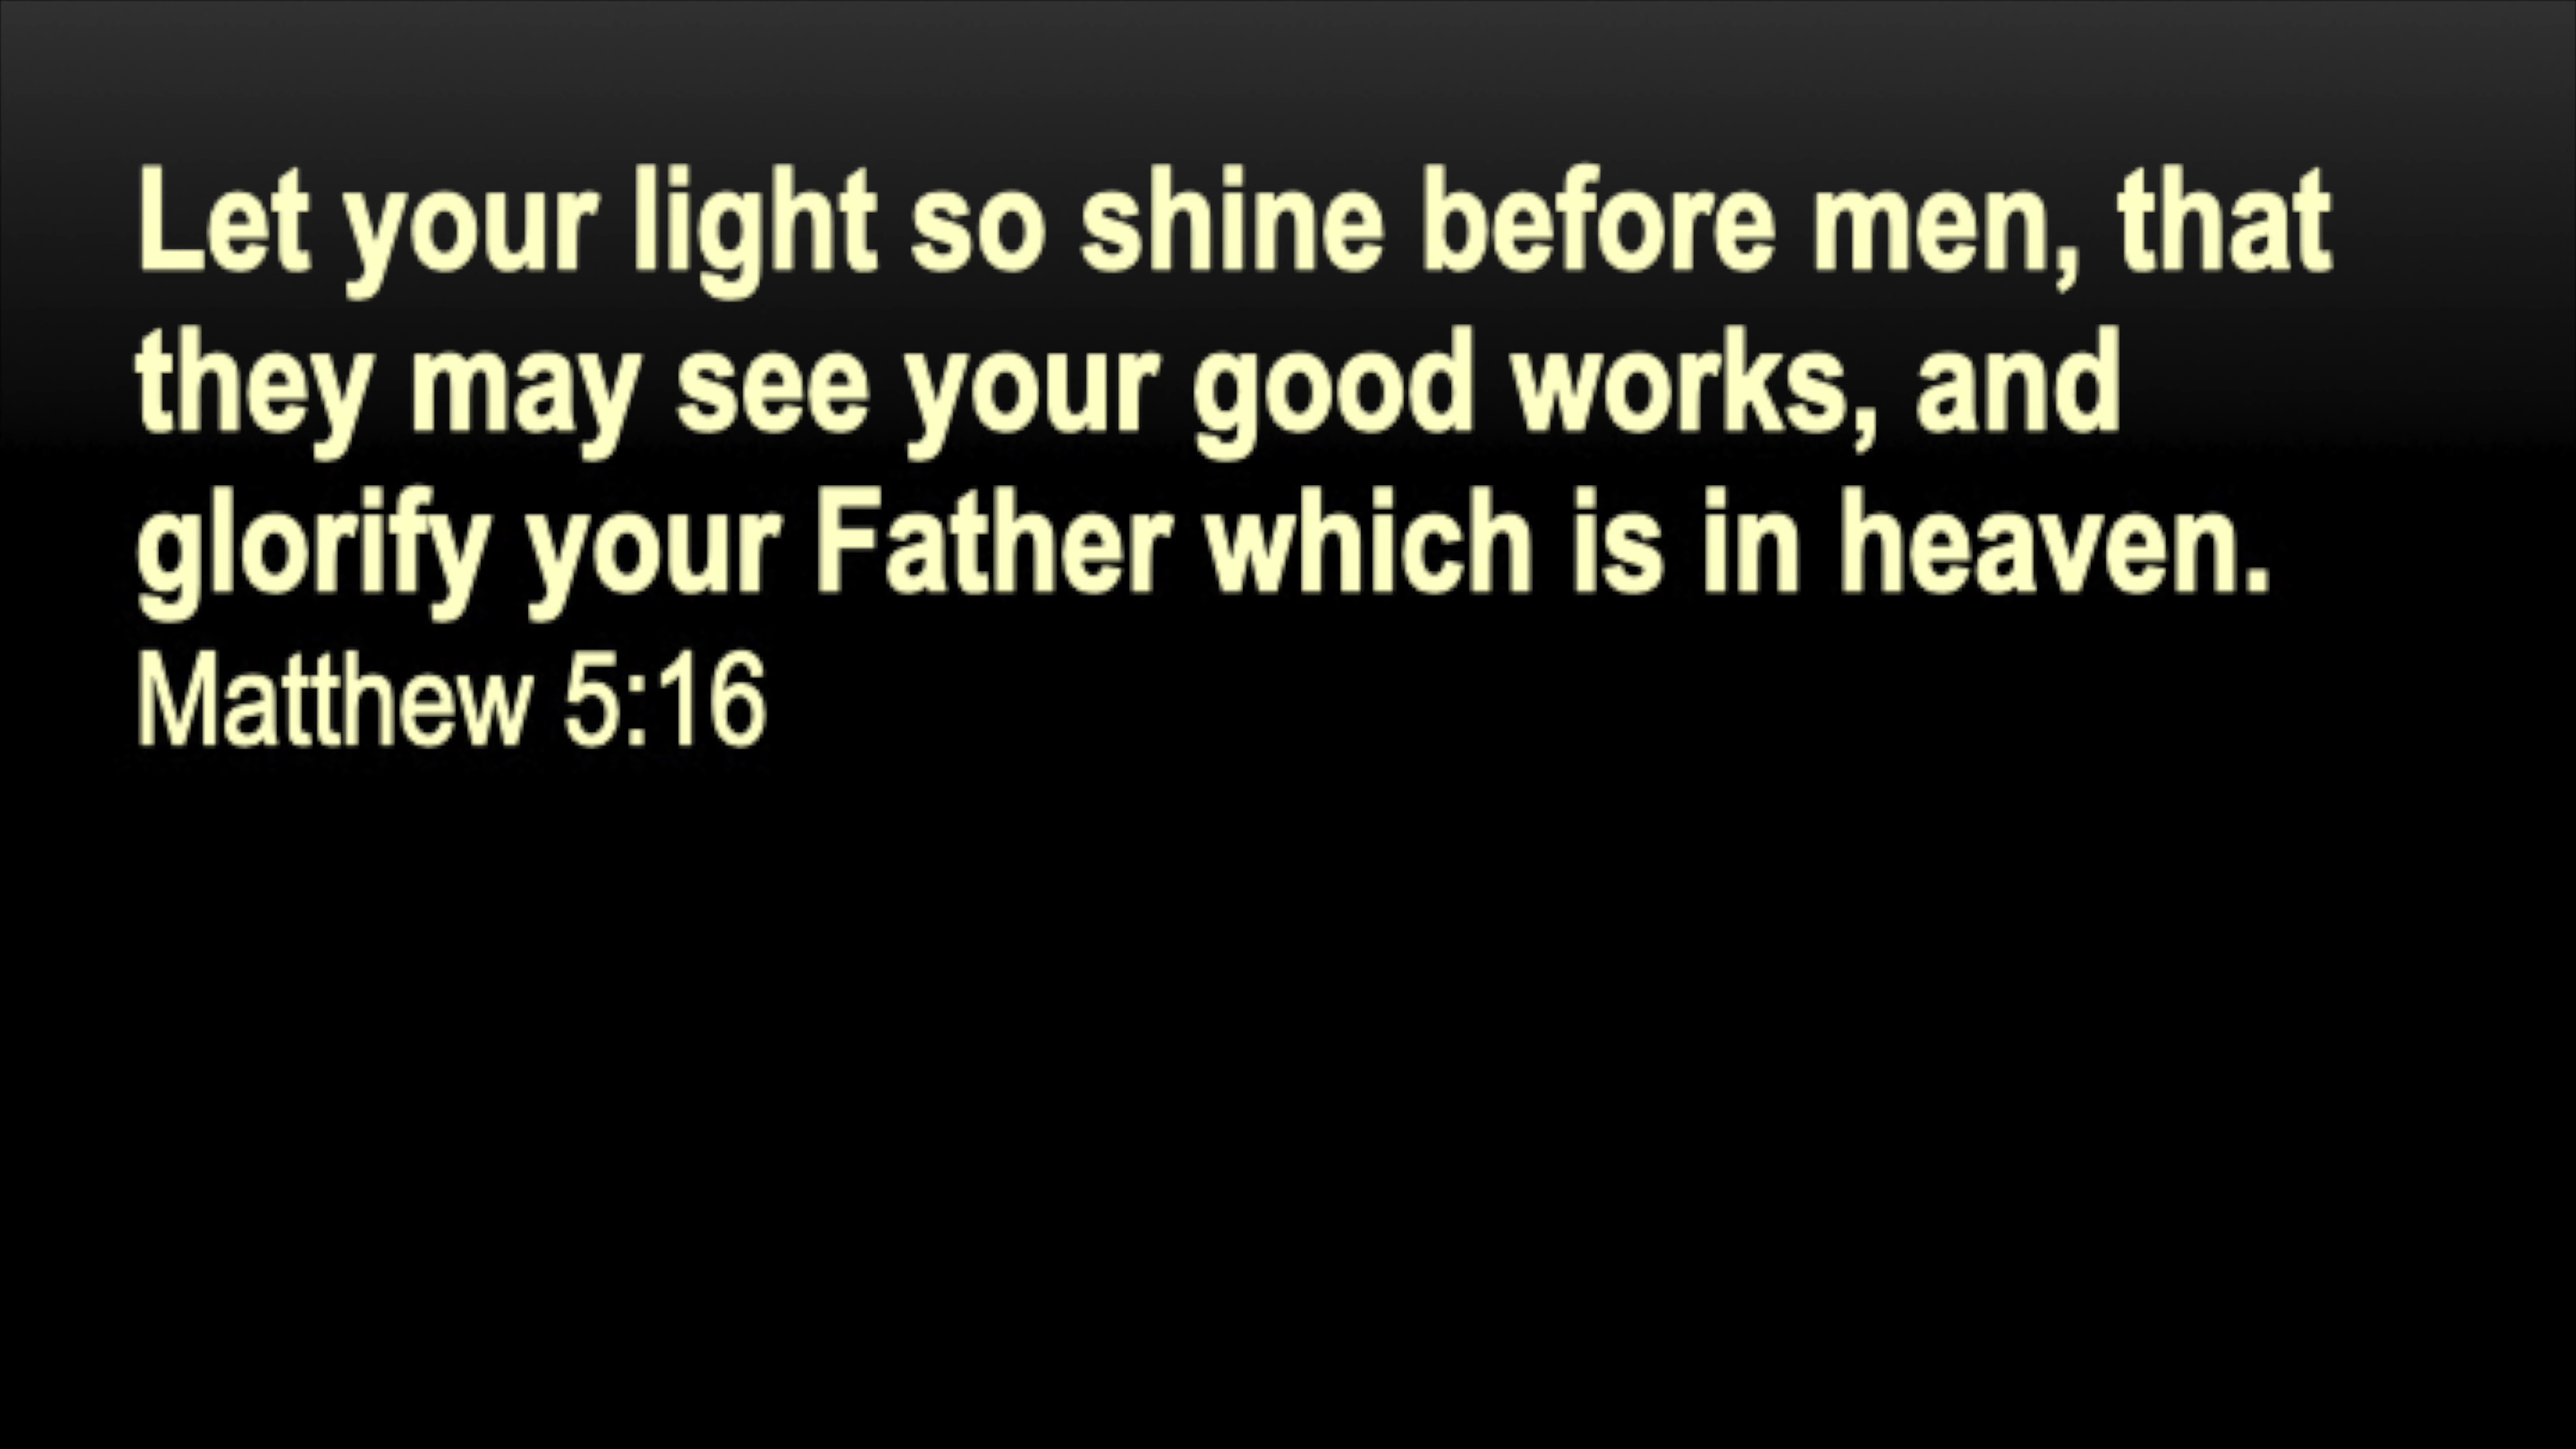 Let your light so shine before men, that
they may see your good works, and
glorify your Father which is in heaven.
Matthew 5:16